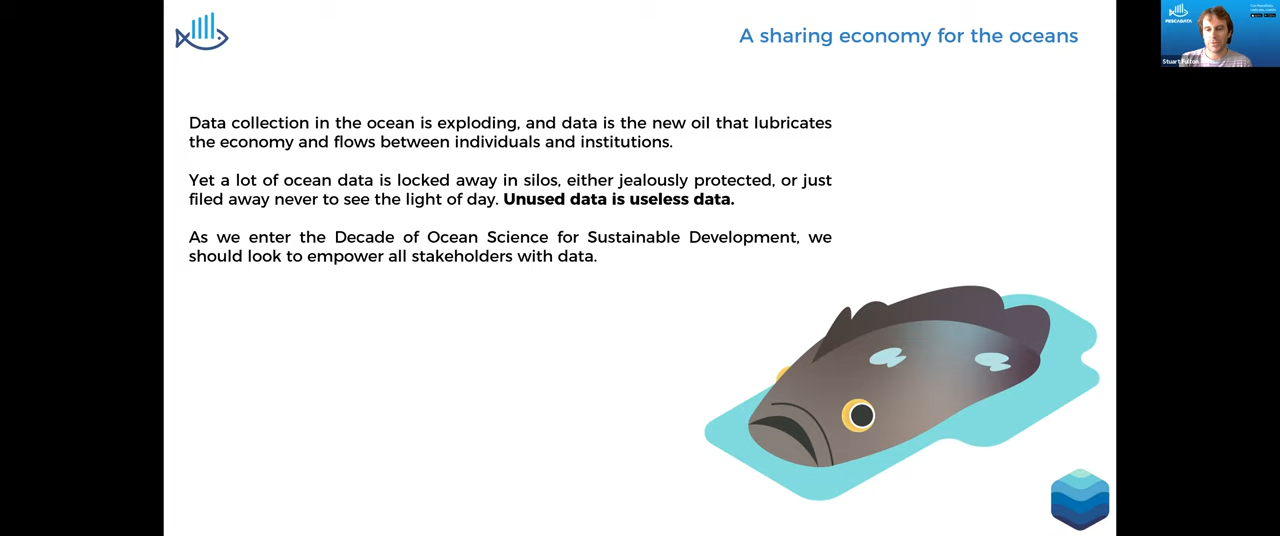 A sharing economy for the oceans
PESCADATA
Stuart Fulton
Data collection in the ocean is exploding, and data is the new oil that lubricates
the economy and flows between individuals and institutions.
Yet a lot of ocean data is locked away in silos, either jealously protected, or just
filed away never to see the light of day. Unused data is useless data.
As we enter the Decade of Ocean Science for Sustainable Development, we
should look to empower all stakeholders with data.